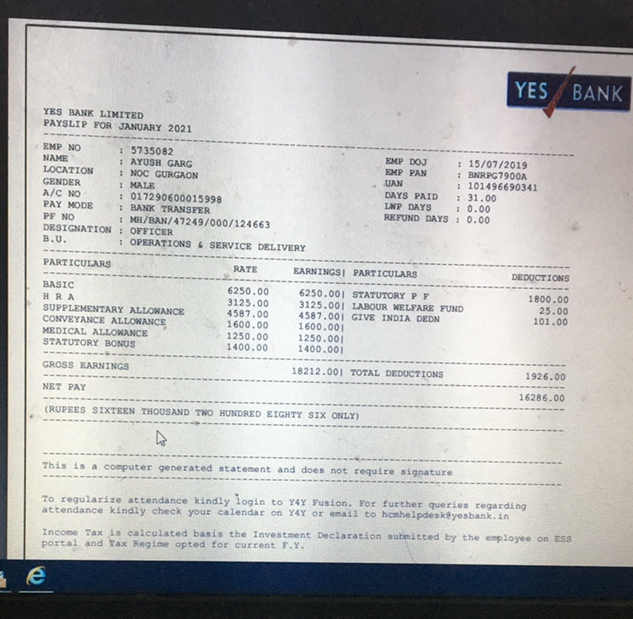 YES BANK
YES BANK LIMITED
PAYSLIP FOR JANUARY 2021
EMP NO : 5735082
NAME : AYUSH GARG
LOCATION : NOC GURGAON
GENDER : MALE
A/C NO : 017290600015998
PAY MODE : BANK TRANSFER
PF NO : MH/BAN/47249/000/124663
DESIGNATION : OFFICER
B.U. : OPERATIONS & SERVICE DELIVERY
EMP DOJ : 15/07/2019
EMP PAN : BNRPG7900A
UAN : 101496690341
DAYS PAID : 31.00
LWP DAYS : 0.00
REFUND DAYS : 0.00
PARTICULARS RATE EARNINGS| PARTICULARS DEDUCTIONS
BASIC 6250.00 6250.00| STATUTORY P F 1800.00
H R A 3125.00 3125.00| LABOUR WELFARE FUND 25.00
SUPPLEMENTARY ALLOWANCE 4587.00 4587.00| GIVE INDIA DEDN 101.00
CONVEYANCE ALLOWANCE 1600.00 1600.00|
MEDICAL ALLOWANCE 1250.00 1250.00|
STATUTORY BONUS 1400.00 1400.00|
GROSS EARNINGS 18212.00| TOTAL DEDUCTIONS 1926.00
NET PAY 16286.00
(RUPEES SIXTEEN THOUSAND TWO HUNDRED EIGHTY SIX ONLY)
This is a computer generated statement and does not require signature
To regularize attendance kindly login to Y4Y Fusion. For further queries regarding
attendance kindly check your calendar on Y4Y or email to hcmhelpdesk@yesbank.in
Income Tax is calculated basis the Investment Declaration submitted by the employee on ESS
portal and Tax Regime opted for current F.Y.